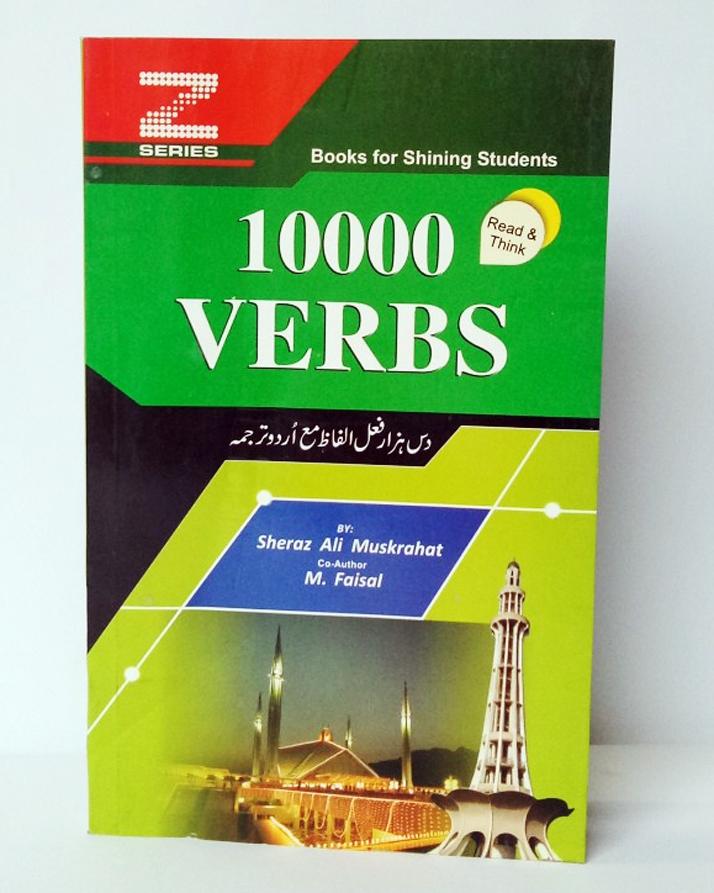 Z
SERIES
Books for Shining Students
10000
Read &
Think
VERBS
دس ہزار فعل الفاظ مع اُردو ترجمہ
BY:
Sheraz Ali Muskrahat
Co-Author
M. Faisal